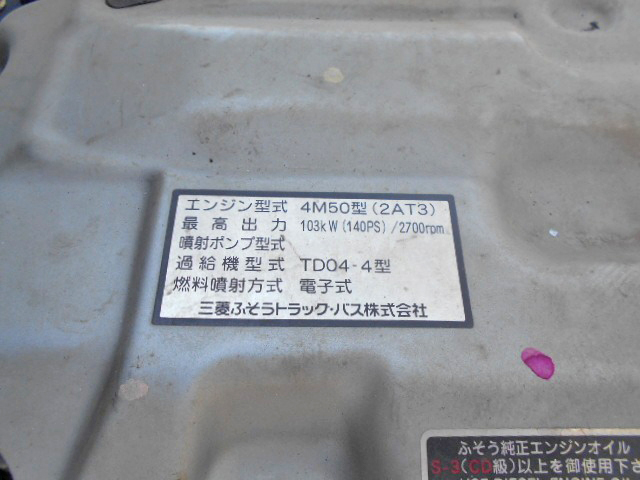 エンジン型式 4M50型(2AT3)
最高出力 103kW(140PS)/2700rpm
噴射ポンプ型式
過給機型式 TD04-4型
燃料噴射方式 電子式
三菱ふそうトラック・バス株式会社
ふそう純正エンジンオイル
S-3(CD級)以上を御使用下さ